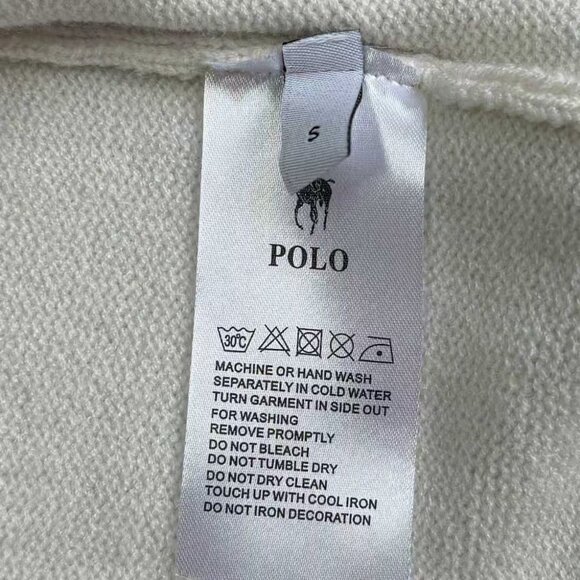 S
POLO
30°C
MACHINE OR HAND WASH
SEPARATELY IN COLD WATER
TURN GARMENT IN SIDE OUT
FOR WASHING
REMOVE PROMPTLY
DO NOT BLEACH
DO NOT TUMBLE DRY
DO NOT DRY CLEAN
TOUCH UP WITH COOL IRON
DO NOT IRON DECORATION